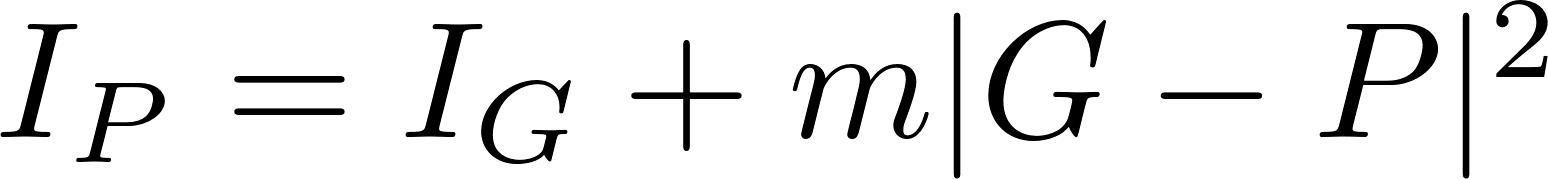 I_P = I_G + m|G − P|²